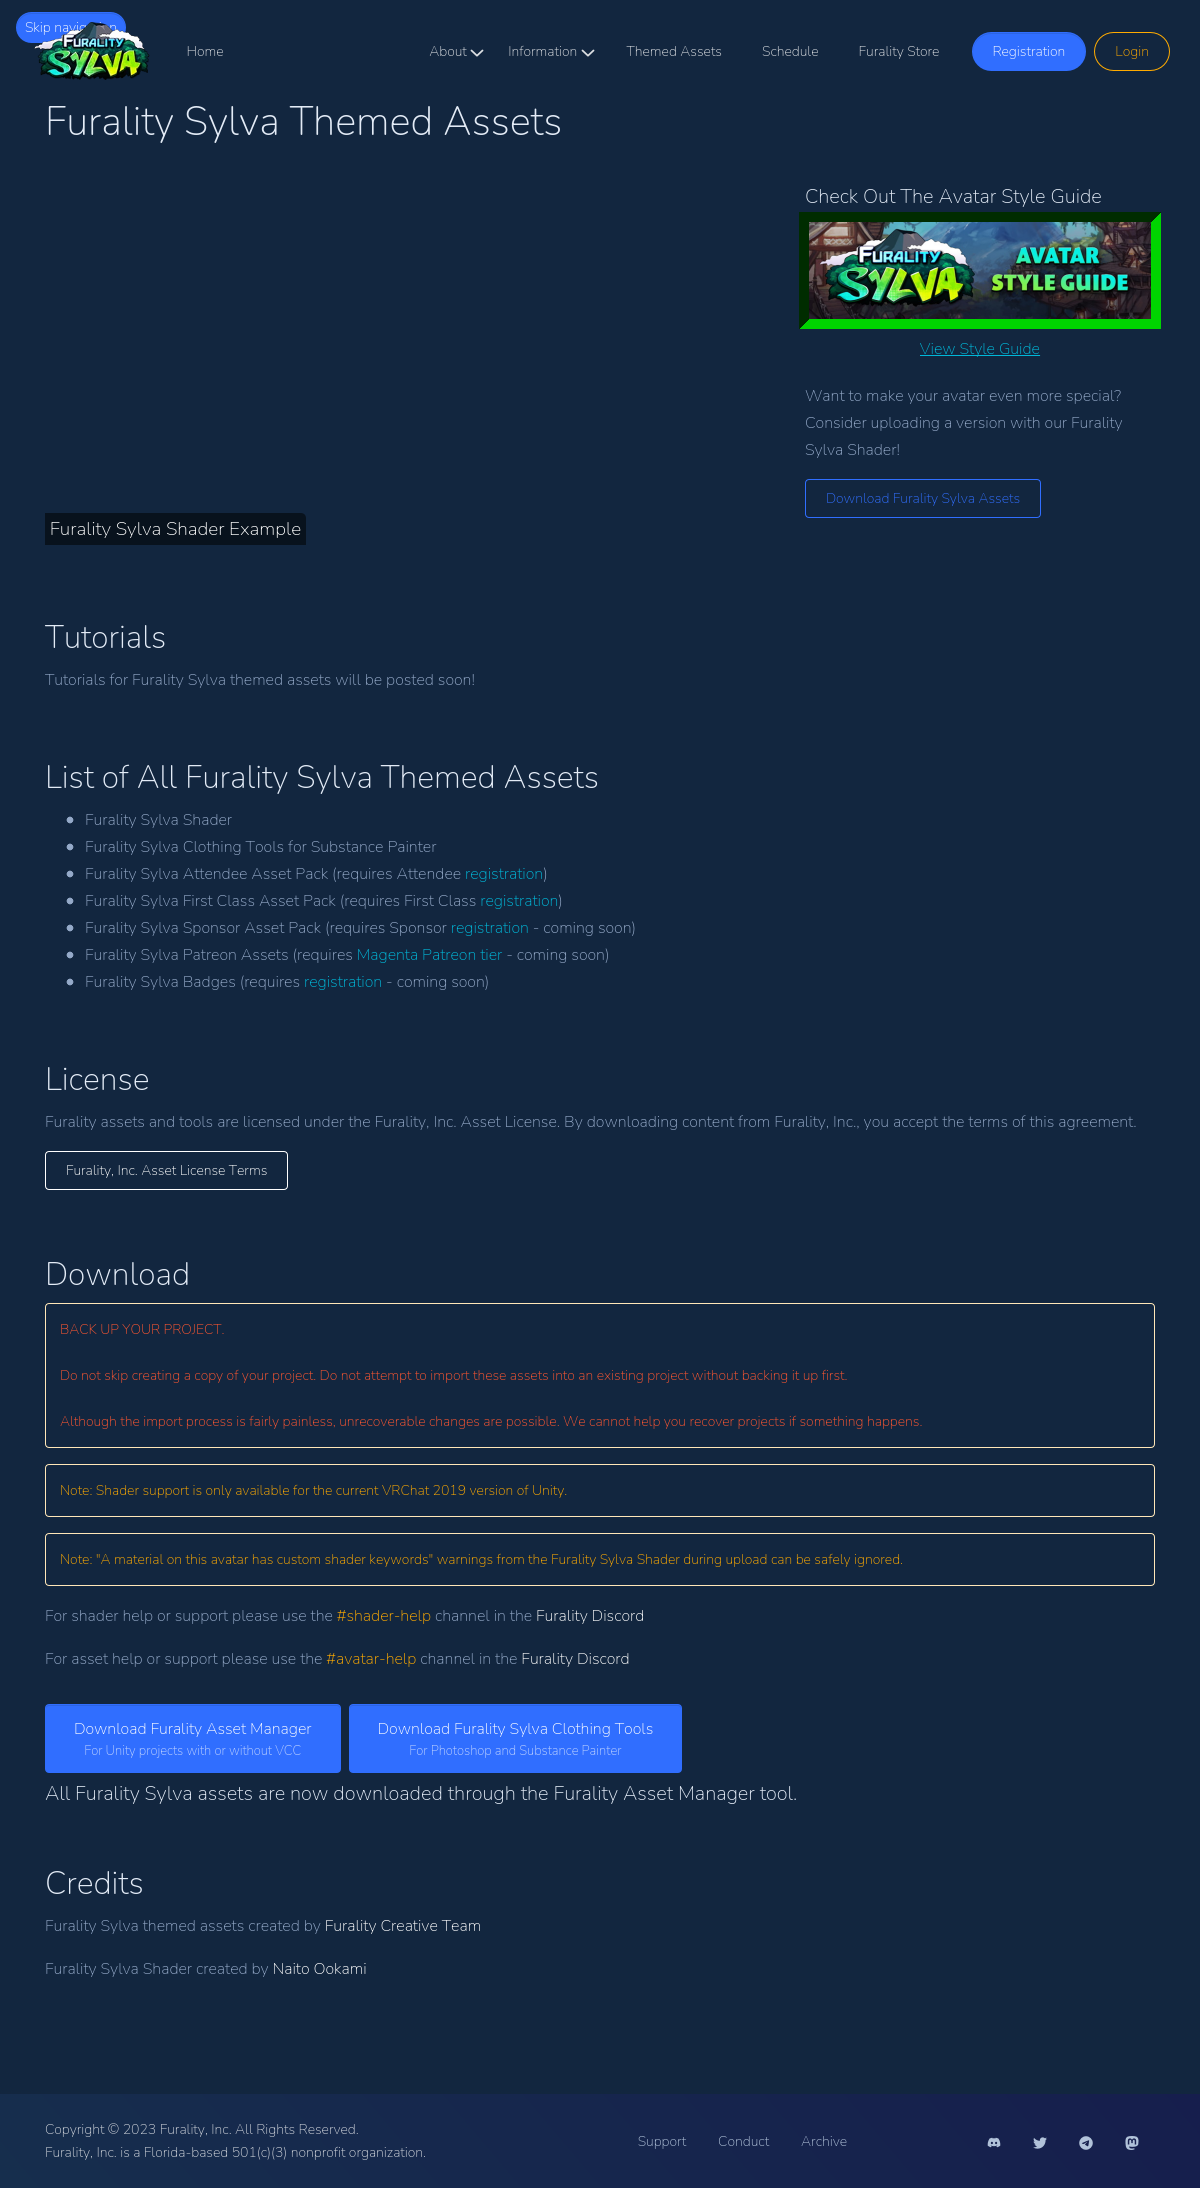 Skip navig n
FURALITY
SYLVA
Home
About
Information
Themed Assets
Schedule
Furality Store
Registration
Login
Furality Sylva Themed Assets
Check Out The Avatar Style Guide
FURALITY
SYLVA
AVATAR
STYLE GUIDE
View Style Guide
Want to make your avatar even more special?
Consider uploading a version with our Furality
Sylva Shader!
Download Furality Sylva Assets
Furality Sylva Shader Example
Tutorials
Tutorials for Furality Sylva themed assets will be posted soon!
List of All Furality Sylva Themed Assets
Furality Sylva Shader
Furality Sylva Clothing Tools for Substance Painter
Furality Sylva Attendee Asset Pack (requires Attendee registration)
Furality Sylva First Class Asset Pack (requires First Class registration)
Furality Sylva Sponsor Asset Pack (requires Sponsor registration - coming soon)
Furality Sylva Patreon Assets (requires Magenta Patreon tier - coming soon)
Furality Sylva Badges (requires registration - coming soon)
License
Furality assets and tools are licensed under the Furality, Inc. Asset License. By downloading content from Furality, Inc., you accept the terms of this agreement.
Furality, Inc. Asset License Terms
Download
BACK UP YOUR PROJECT.
Do not skip creating a copy of your project. Do not attempt to import these assets into an existing project without backing it up first.
Although the import process is fairly painless, unrecoverable changes are possible. We cannot help you recover projects if something happens.
Note: Shader support is only available for the current VRChat 2019 version of Unity.
Note: "A material on this avatar has custom shader keywords" warnings from the Furality Sylva Shader during upload can be safely ignored.
For shader help or support please use the #shader-help channel in the Furality Discord
For asset help or support please use the #avatar-help channel in the Furality Discord
Download Furality Asset Manager
For Unity projects with or without VCC
Download Furality Sylva Clothing Tools
For Photoshop and Substance Painter
All Furality Sylva assets are now downloaded through the Furality Asset Manager tool.
Credits
Furality Sylva themed assets created by Furality Creative Team
Furality Sylva Shader created by Naito Ookami
Copyright © 2023 Furality, Inc. All Rights Reserved.
Furality, Inc. is a Florida-based 501(c)(3) nonprofit organization.
Support
Conduct
Archive